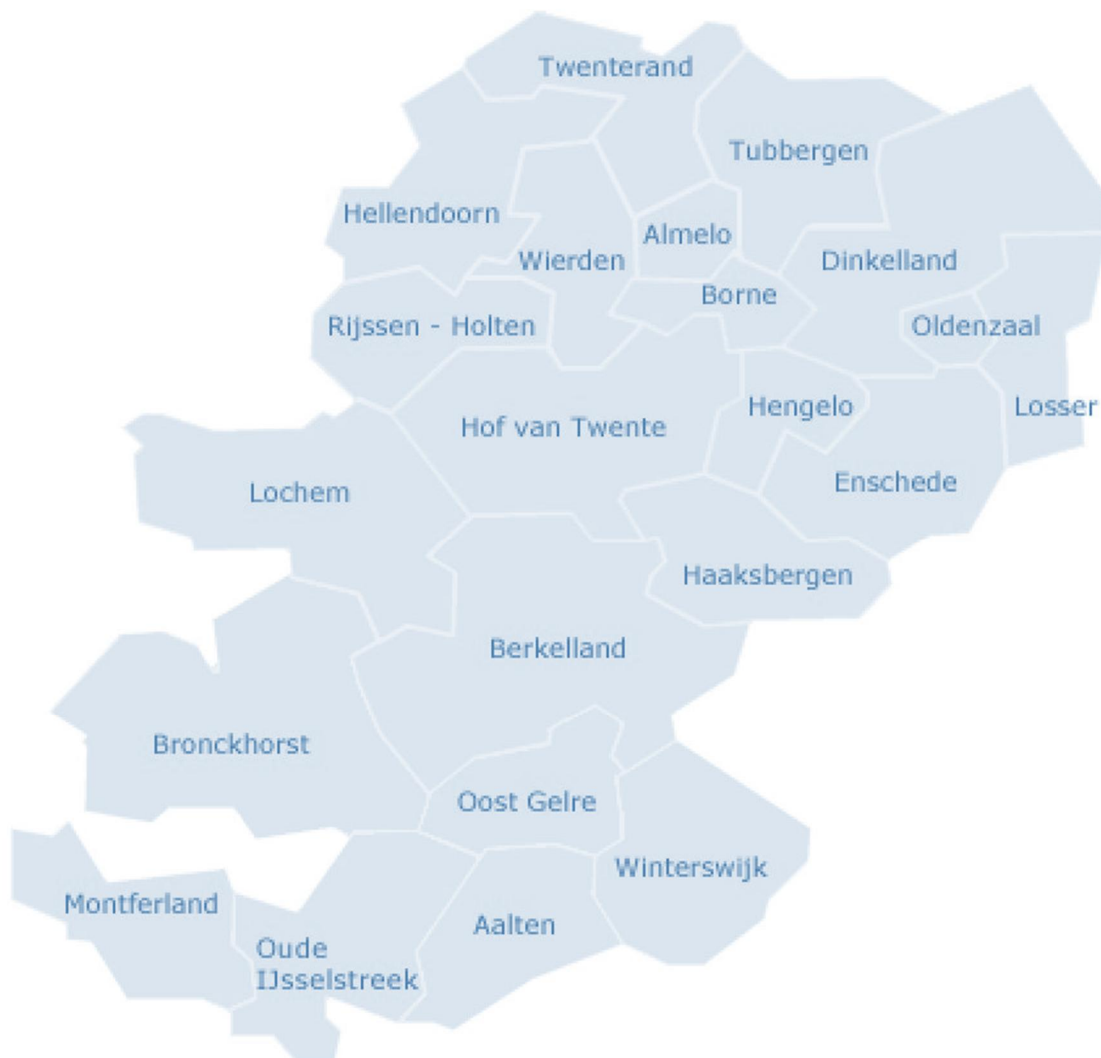 Twenterand
Tubbergen
Hellendoorn
Almelo
Wierden
Dinkelland
Borne
Rijssen - Holten
Oldenzaal
Hengelo
Losser
Hof van Twente
Enschede
Lochem
Haaksbergen
Berkelland
Bronckhorst
Oost Gelre
Winterswijk
Montferland
Aalten
Oude
IJsselstreek